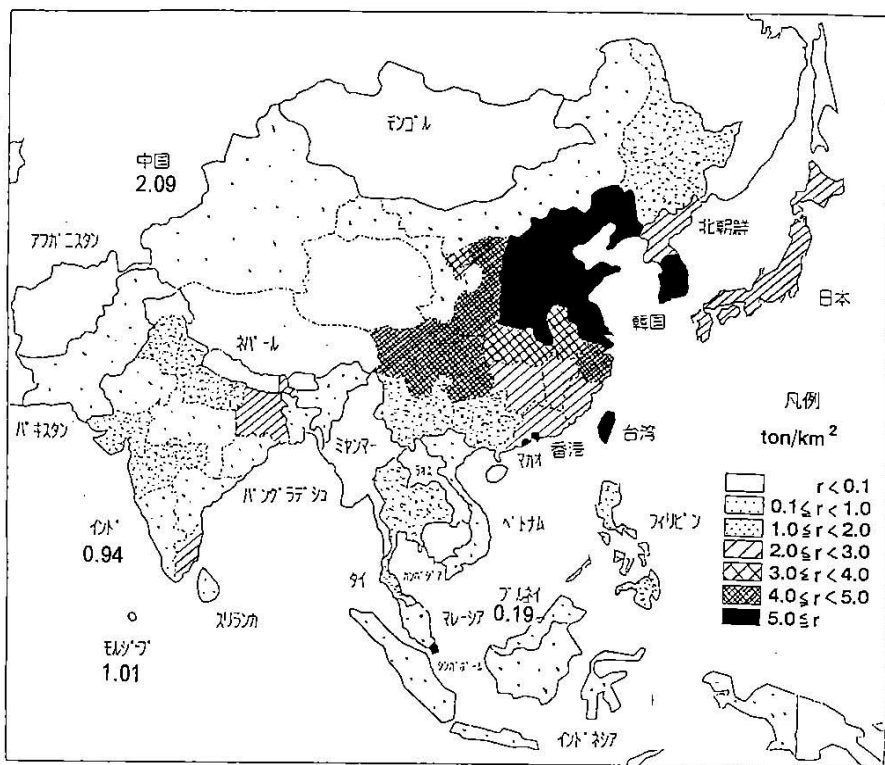 モンゴル
中国
2.09
アフガニスタン
北朝鮮
日本
韓国
ネパール
パキスタン
ミャンマー
ラオス
マカオ
香港
台湾
バングラデシュ
ベトナム
フィリピン
インド
0.94
タイ
カンボジア
スリランカ
マレーシア
ブルネイ
0.19
モルジブ
1.01
シンガポール
インドネシア
凡例
ton/km²
r<0.1
0.1≦r<1.0
1.0≦r<2.0
2.0≦r<3.0
3.0≦r<4.0
4.0≦r<5.0
5.0≦r